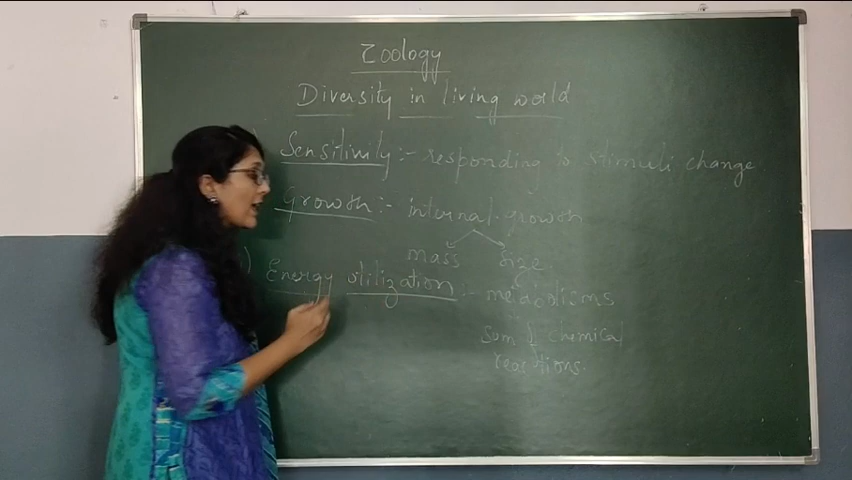 Zoology
Diversity in living world
) Sensitivity :- responding to stimuli change
Growth :- internal growth
mass size
) Energy utilization :- metabolisms
sum of chemical
reactions.